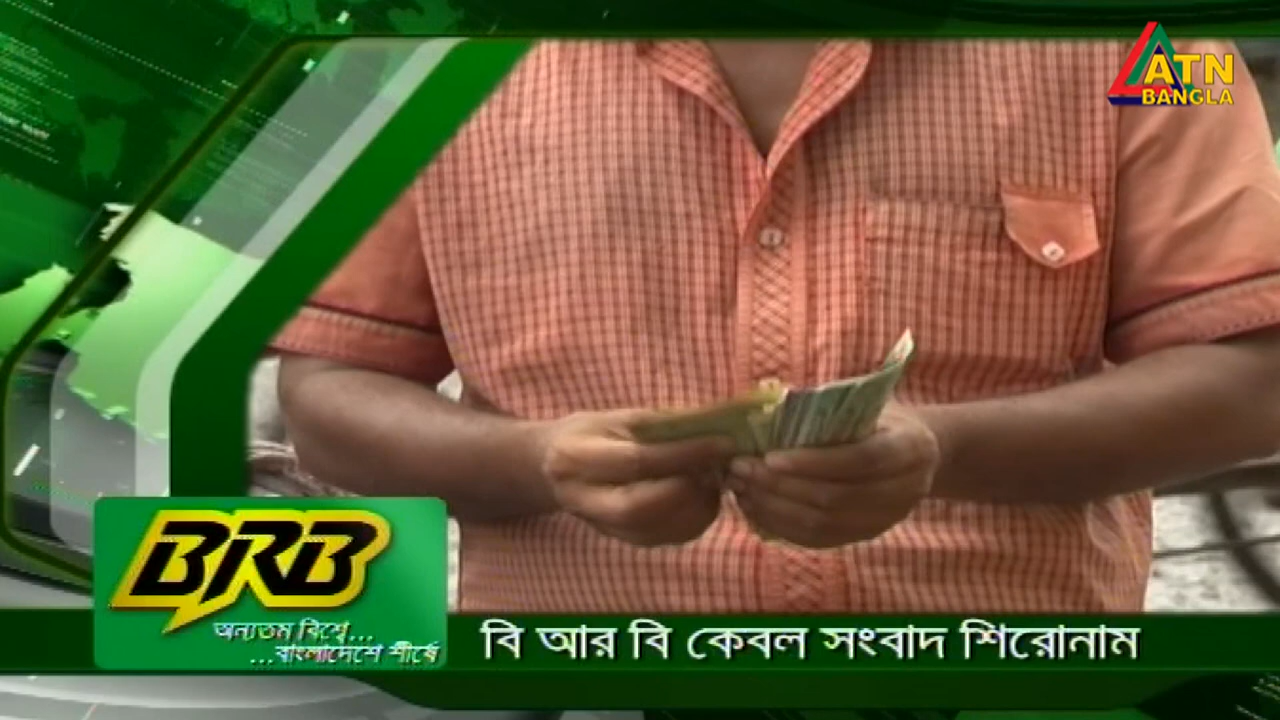 ATN
BANGLA
BRB
অন্যতম বিশ্বে...
...বাংলাদেশে শীর্ষে
বি আর বি কেবল সংবাদ শিরোনাম